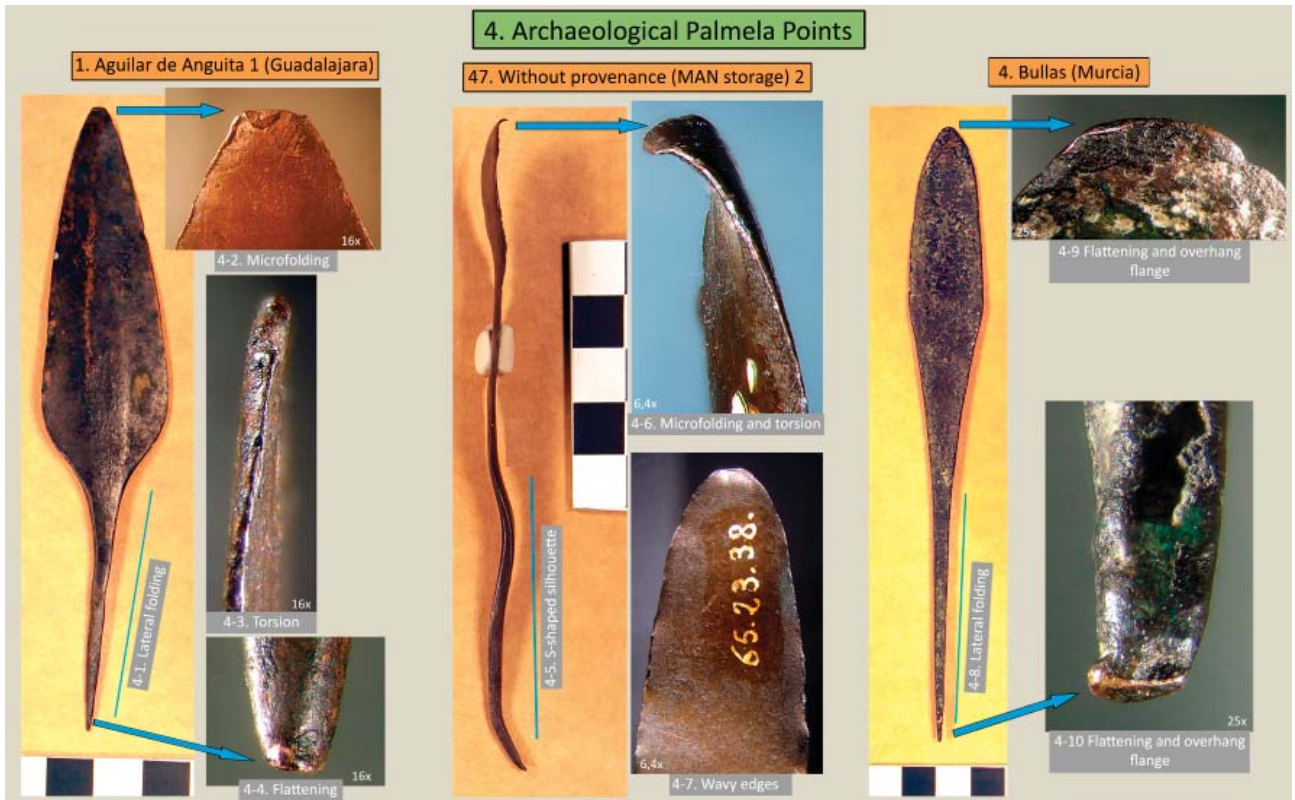 4. Archaeological Palmela Points
1. Aguilar de Anguita 1 (Guadalajara)
16x
4-2. Microfolding
16x
4-3. Torsion
4-1. Lateral folding
16x
4-4. Flattening
47. Without provenance (MAN storage) 2
6,4x
4-6. Microfolding and torsion
4-5. S-shaped silhouette
65.23.38.
6,4x
4-7. Wavy edges
4. Bullas (Murcia)
25x
4-9 Flattening and overhang
flange
4-8. Lateral folding
25x
4-10 Flattening and overhang
flange